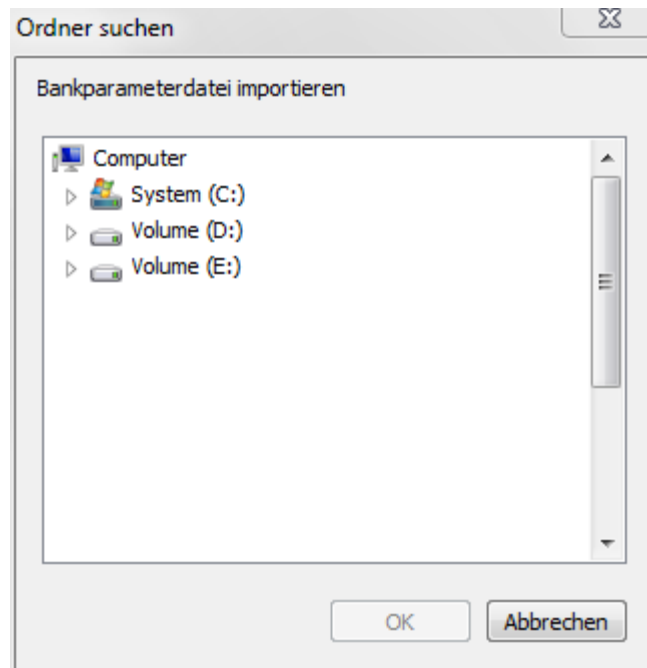 Ordner suchen
Bankparameterdatei importieren
Computer
System (C:)
Volume (D:)
Volume (E:)
OK
Abbrechen